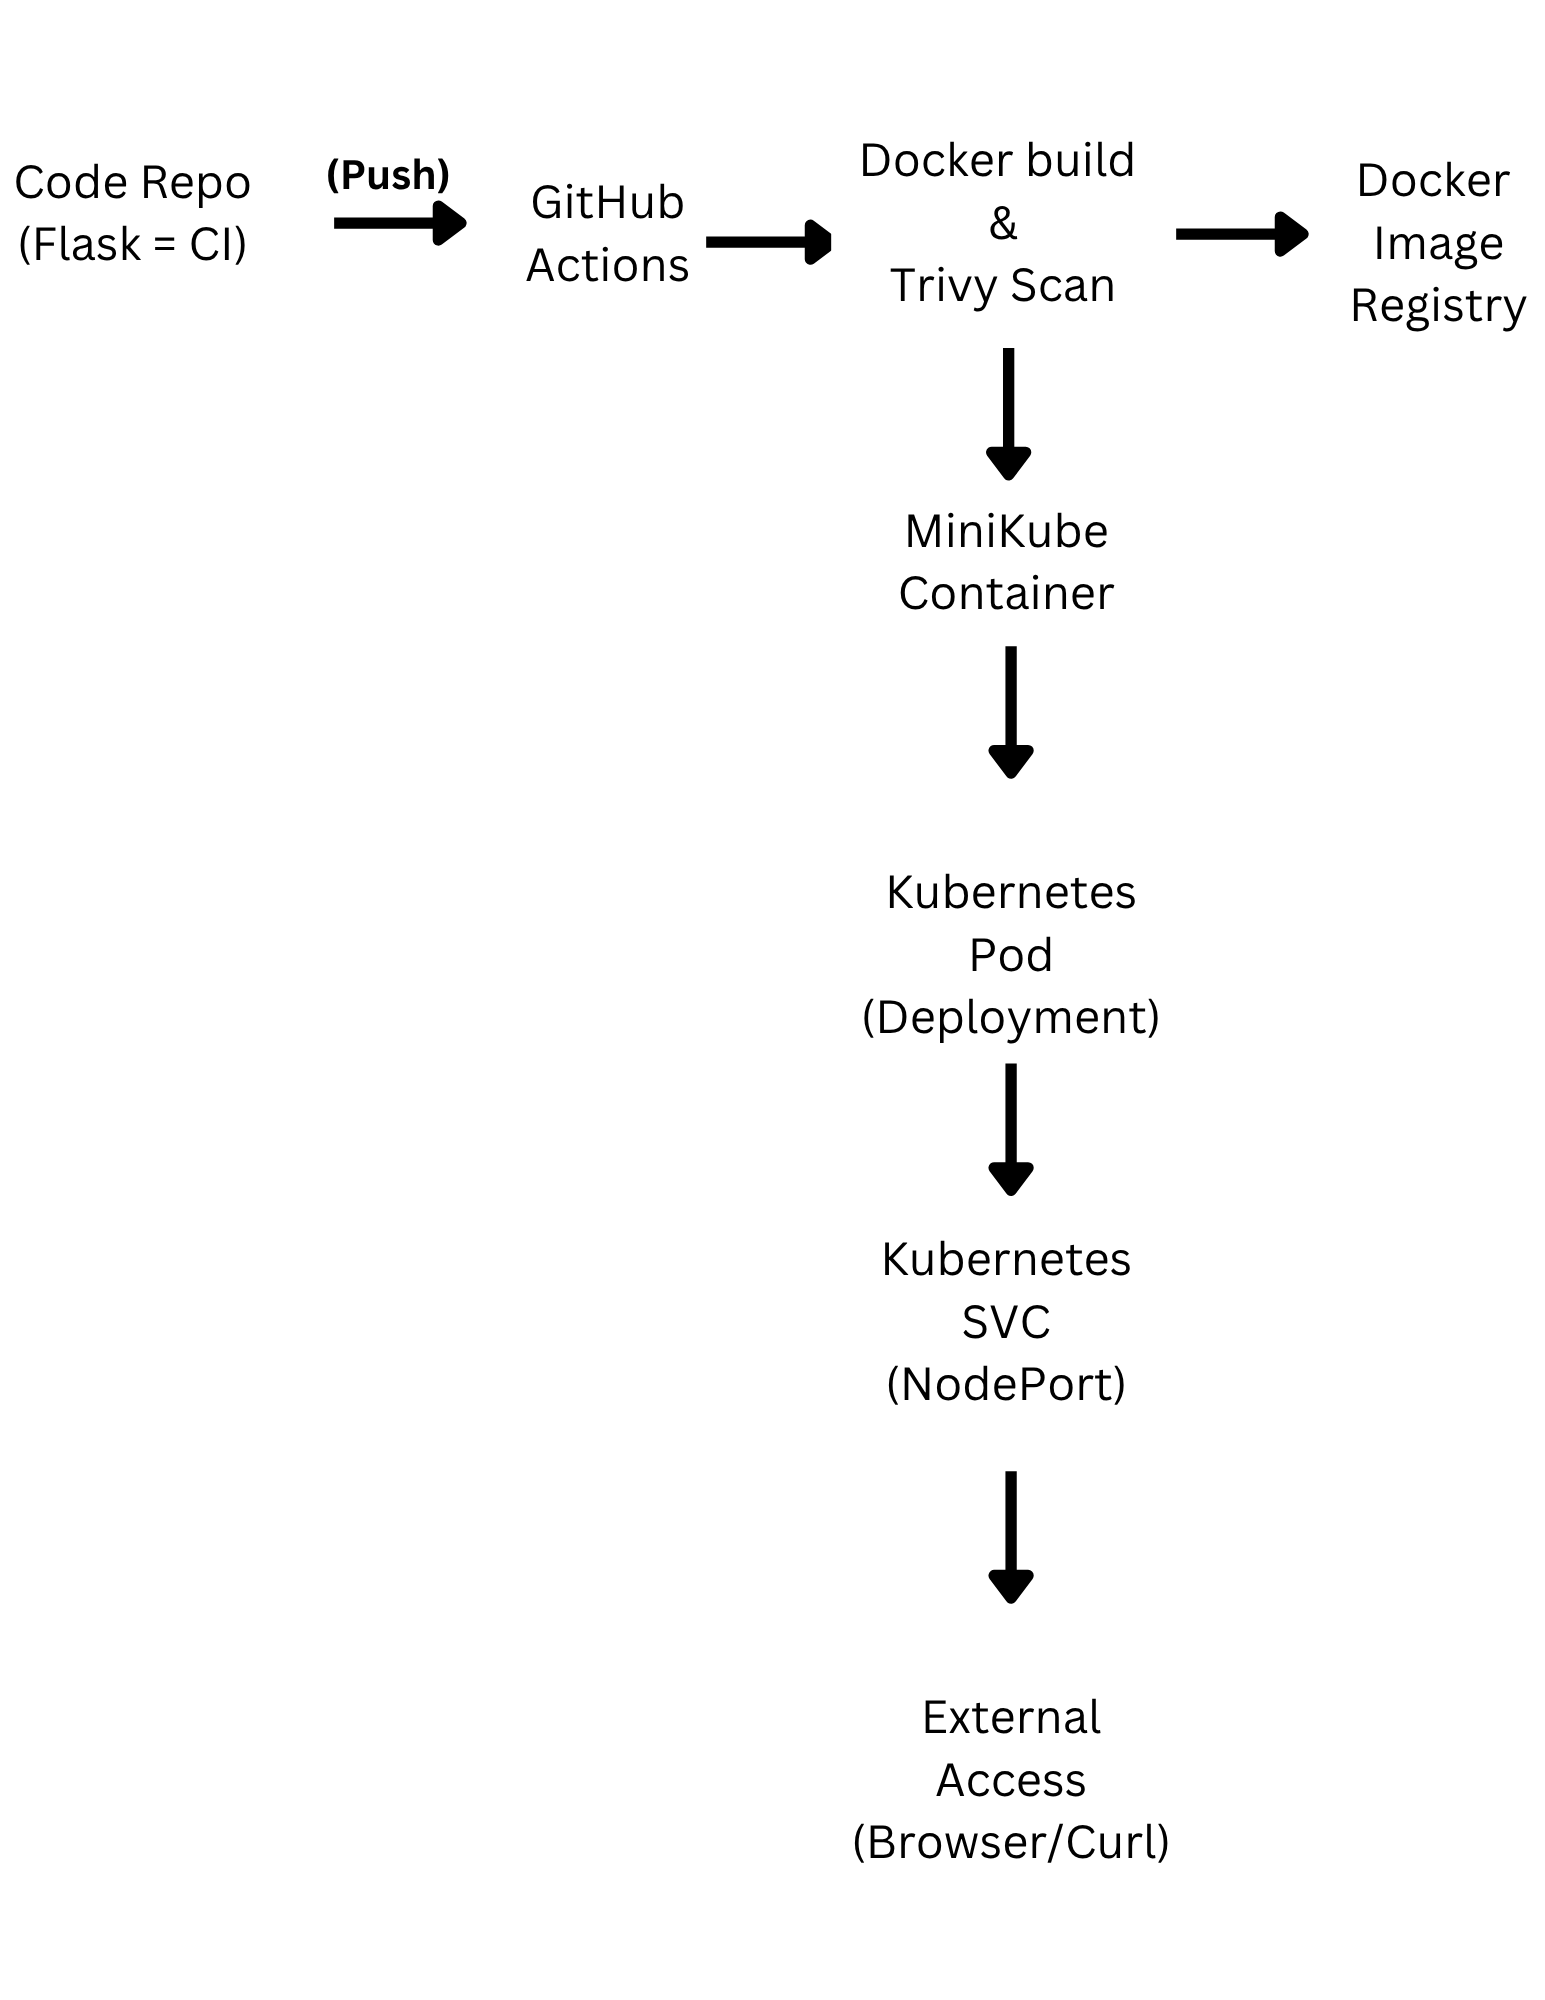 Code Repo
(Flask = CI)
(Push)
GitHub
Actions
Docker build
&
Trivy Scan
Docker
Image
Registry
MiniKube
Container
Kubernetes
Pod
(Deployment)
Kubernetes
SVC
(NodePort)
External
Access
(Browser/Curl)